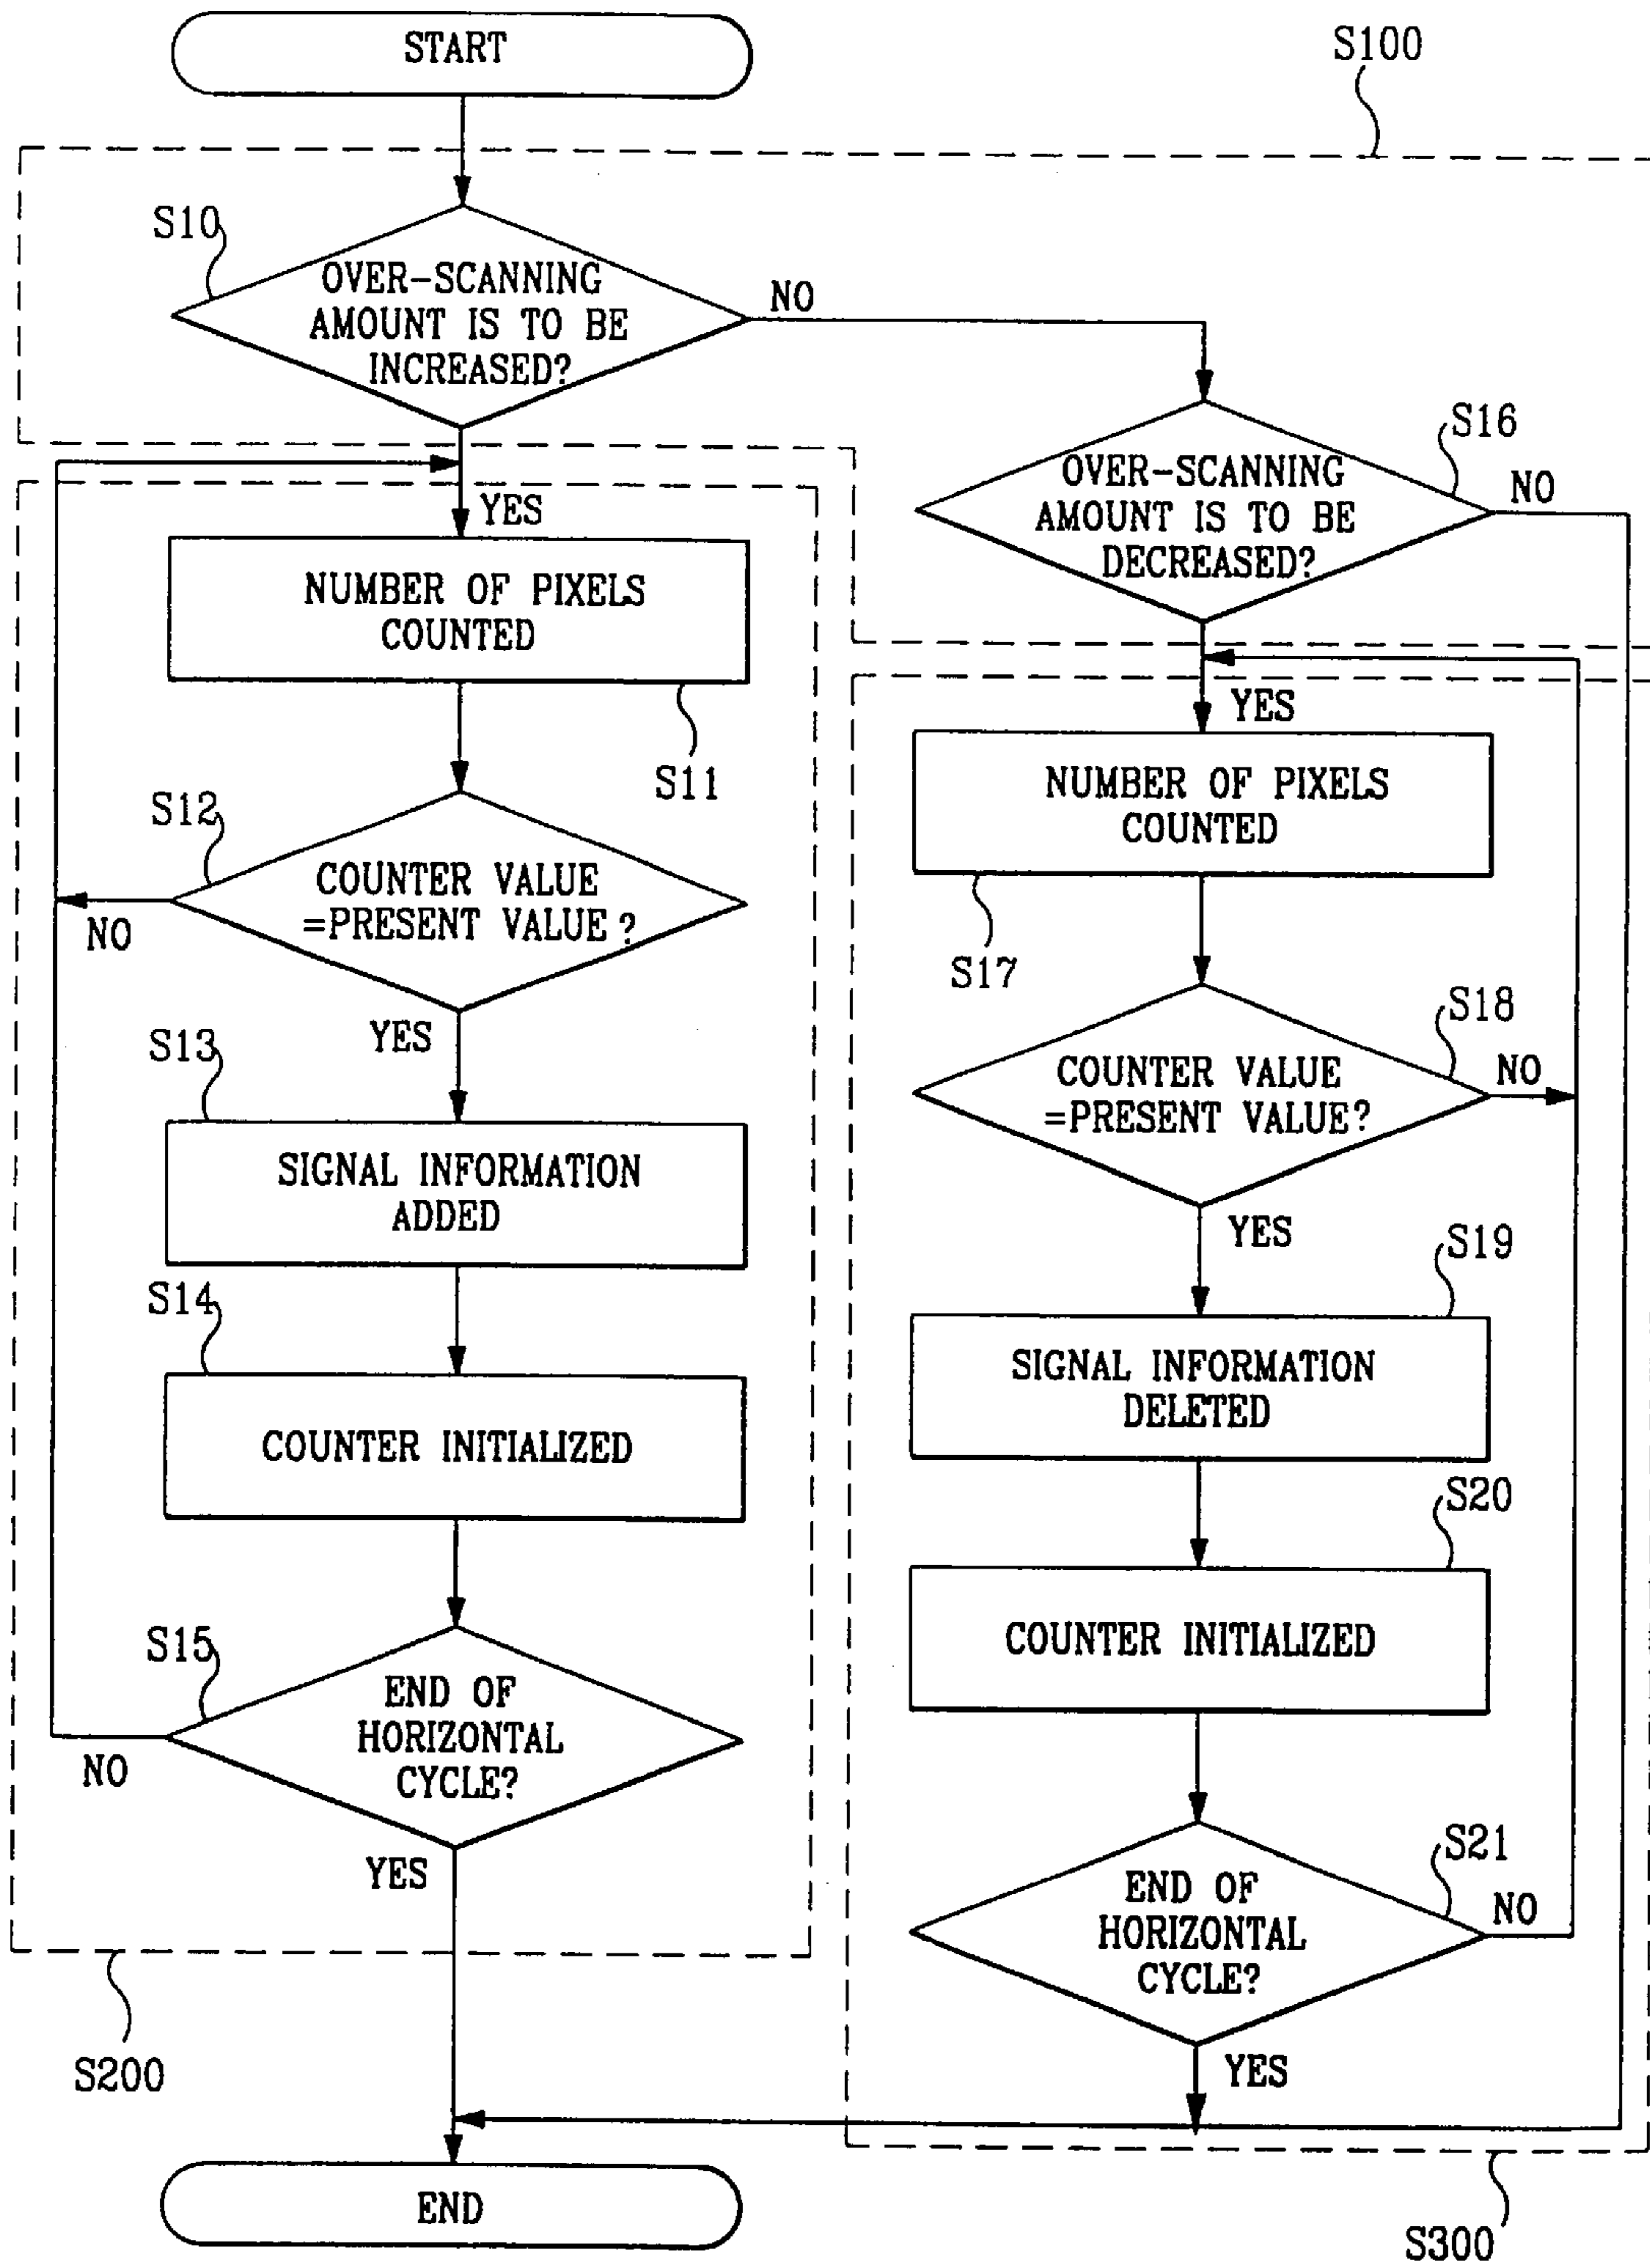 START
S100
S10
OVER-SCANNING
AMOUNT IS TO BE
INCREASED?
NO
S16
OVER-SCANNING
AMOUNT IS TO BE
DECREASED?
NO
YES
NUMBER OF PIXELS
COUNTED
S11
YES
NUMBER OF PIXELS
COUNTED
S17
S12
COUNTER VALUE
=PRESENT VALUE?
NO
YES
S18
COUNTER VALUE
=PRESENT VALUE?
NO
YES
S13
SIGNAL INFORMATION
ADDED
S19
SIGNAL INFORMATION
DELETED
S14
COUNTER INITIALIZED
S20
COUNTER INITIALIZED
S15
END OF
HORIZONTAL
CYCLE?
NO
YES
S21
END OF
HORIZONTAL
CYCLE?
NO
YES
S200
END
S300